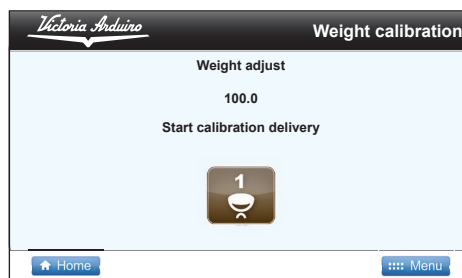 Victoria Arduino
Weight calibration
Weight adjust
100.0
Start calibration delivery
1
Home
Menu